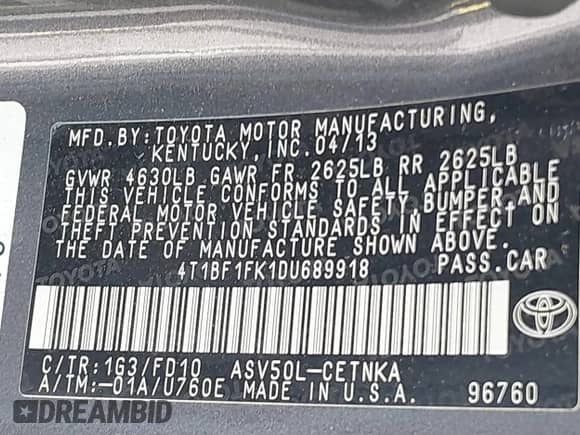 MFD.BY:TOYOTA MOTOR MANUFACTURING,
KENTUCKY, INC. 04/13
GVWR 4630LB GAWR FR 2625LB RR 2625LB
THIS VEHICLE CONFORMS TO ALL APPLICABLE
FEDERAL MOTOR VEHICLE SAFETY,BUMPER,AND
THEFT PREVENTION STANDARDS IN EFFECT ON
THE DATE OF MANUFACTURE SHOWN ABOVE.
4T1BF1FK1DU689918 PASS.CAR
C/TR:1G3/FD10 ASV50L-CETNKA
A/TM:-01A/U760E MADE IN U.S.A. 96760
DREAMBID